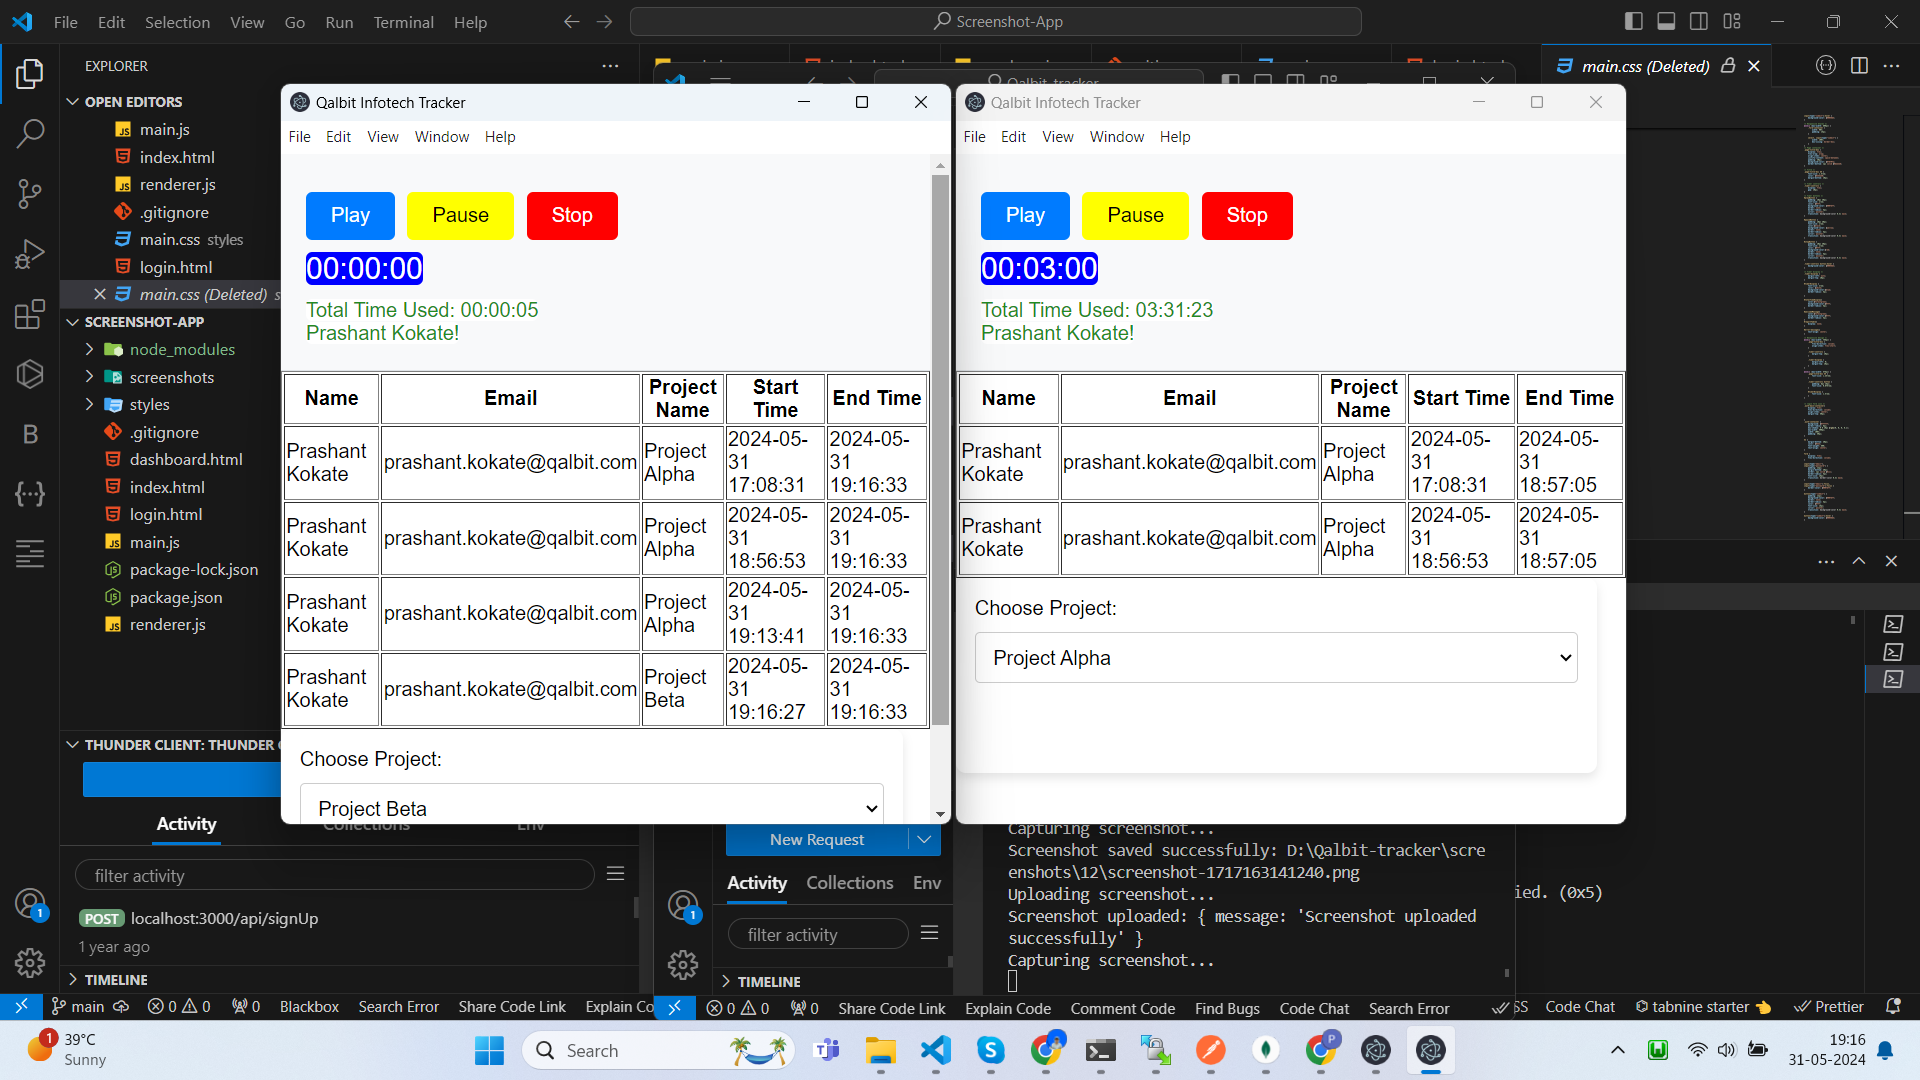 File Edit Selection View Go Run Terminal Help
Screenshot-App
EXPLORER
OPEN EDITORS
main.js
index.html
renderer.js
.gitignore
main.css styles
login.html
main.css (Deleted) s
SCREENSHOT-APP
node_modules
screenshots
styles
.gitignore
dashboard.html
index.html
login.html
main.js
package-lock.json
package.json
renderer.js
THUNDER CLIENT: THUNDER
Activity
Collections
Env
filter activity
POST localhost:3000/api/signUp
1 year ago
TIMELINE
main 0 0 0 Blackbox Search Error Share Code Link Explain Co
main.css (Deleted)
Qalbit-tracker
Qalbit Infotech Tracker
File Edit View Window Help
Play Pause Stop
00:00:00
Total Time Used: 00:00:05
Prashant Kokate!
Name Email Project Name Start Time End Time
Prashant Kokate prashant.kokate@qalbit.com Project Alpha 2024-05-31 17:08:31 2024-05-31 19:16:33
Prashant Kokate prashant.kokate@qalbit.com Project Alpha 2024-05-31 18:56:53 2024-05-31 19:16:33
Prashant Kokate prashant.kokate@qalbit.com Project Alpha 2024-05-31 19:13:41 2024-05-31 19:16:33
Prashant Kokate prashant.kokate@qalbit.com Project Beta 2024-05-31 19:16:27 2024-05-31 19:16:33
Choose Project:
Project Beta
Qalbit Infotech Tracker
File Edit View Window Help
Play Pause Stop
00:03:00
Total Time Used: 03:31:23
Prashant Kokate!
Name Email Project Name Start Time End Time
Prashant Kokate prashant.kokate@qalbit.com Project Alpha 2024-05-31 17:08:31 2024-05-31 18:57:05
Prashant Kokate prashant.kokate@qalbit.com Project Alpha 2024-05-31 18:56:53 2024-05-31 18:57:05
Choose Project:
Project Alpha
New Request
Activity Collections Env
filter activity
TIMELINE
Capturing screenshot...
Screenshot saved successfully: D:\Qalbit-tracker\scre
enshots\12\screenshot-1717163141240.png
Uploading screenshot...
Screenshot uploaded: { message: 'Screenshot uploaded
successfully' }
Capturing screenshot...
ied. (0x5)
0 0 0 Share Code Link Explain Code Comment Code Find Bugs Code Chat Search Error
SS Code Chat tabnine starter Prettier
1
39°C
Sunny
Search
19:16
31-05-2024